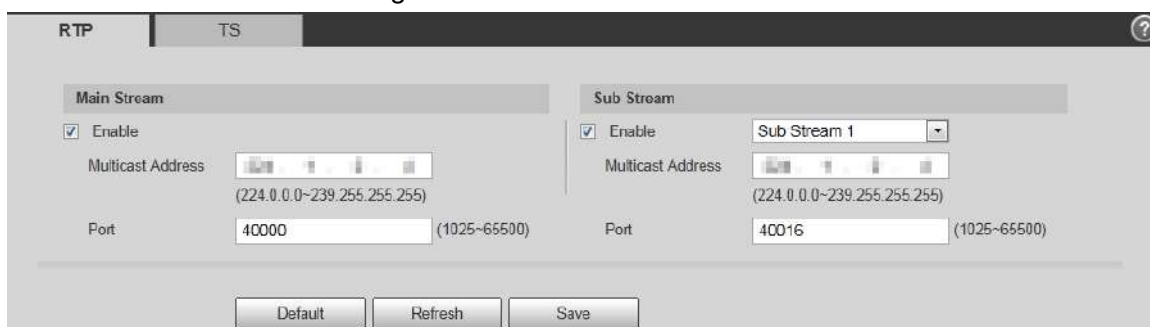 RTP TS ?
Main Stream Sub Stream
Enable Enable Sub Stream 1
Multicast Address Multicast Address
(224.0.0.0~239.255.255.255) (224.0.0.0~239.255.255.255)
Port 40000 (1025~65500) Port 40016 (1025~65500)
Default Refresh Save